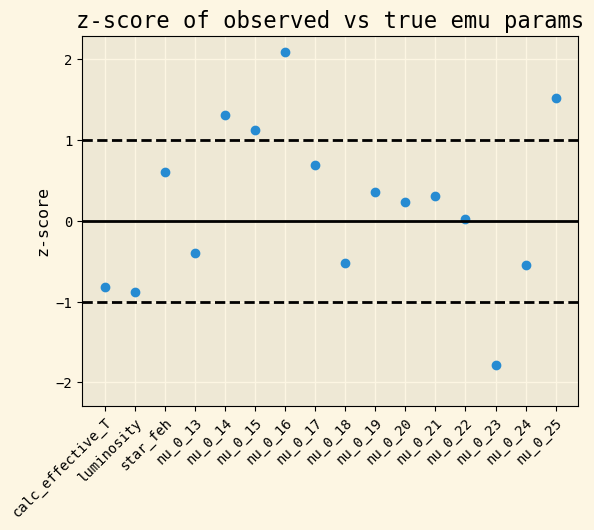 z-score of observed vs true emu params
z-score
2
1
0
−1
−2
calc_effective_T
luminosity
star_feh
nu_0_13
nu_0_14
nu_0_15
nu_0_16
nu_0_17
nu_0_18
nu_0_19
nu_0_20
nu_0_21
nu_0_22
nu_0_23
nu_0_24
nu_0_25